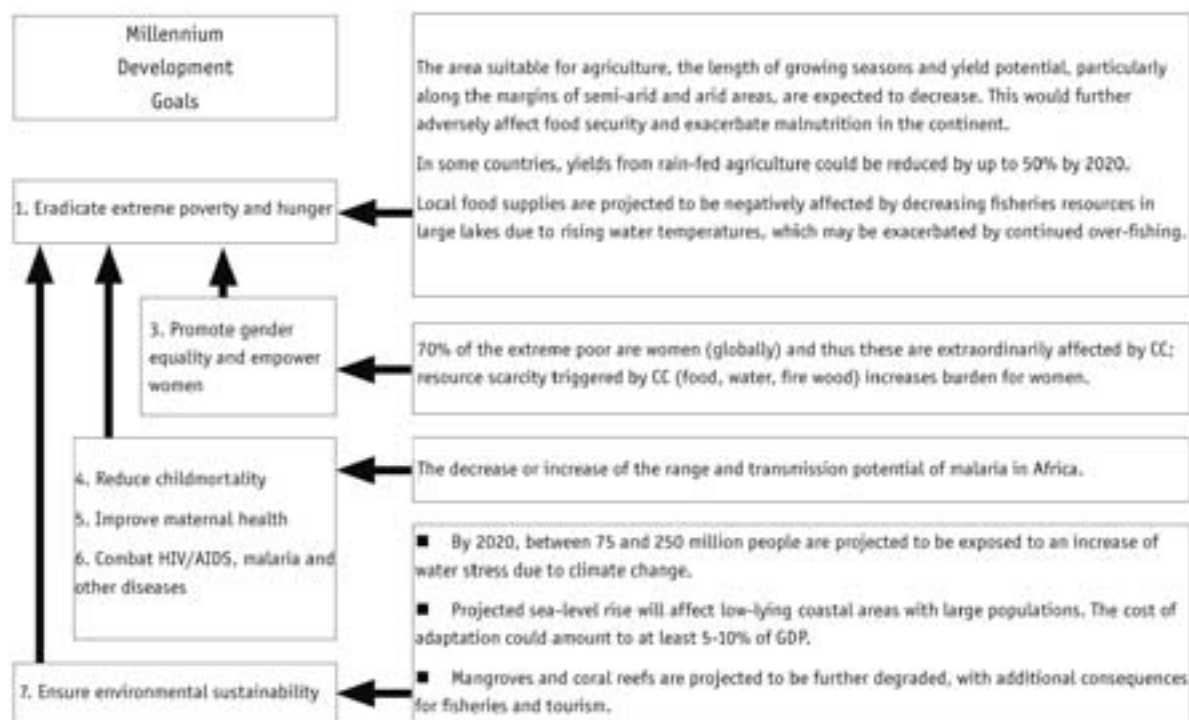 Millennium
Development
Goals
The area suitable for agriculture, the length of growing seasons and yield potential, particularly
along the margins of semi-arid and arid areas, are expected to decrease. This would further
adversely affect food security and exacerbate malnutrition in the continent.
In some countries, yields from rain-fed agriculture could be reduced by up to 50% by 2020.
Local food supplies are projected to be negatively affected by decreasing fisheries resources in
large lakes due to rising water temperatures, which may be exacerbated by continued over-fishing.
1. Eradicate extreme poverty and hunger
3. Promote gender
equality and empower
women
70% of the extreme poor are women (globally) and thus these are extraordinarily affected by CC;
resource scarcity triggered by CC (food, water, fire wood) increases burden for women.
4. Reduce childmortality
5. Improve maternal health
6. Combat HIV/AIDS, malaria and
other diseases
The decrease or increase of the range and transmission potential of malaria in Africa.
■ By 2020, between 75 and 250 million people are projected to be exposed to an increase of
water stress due to climate change.
■ Projected sea-level rise will affect low-lying coastal areas with large populations. The cost of
adaptation could amount to at least 5-10% of GDP.
■ Mangroves and coral reefs are projected to be further degraded, with additional consequences
for fisheries and tourism.
7. Ensure environmental sustainability